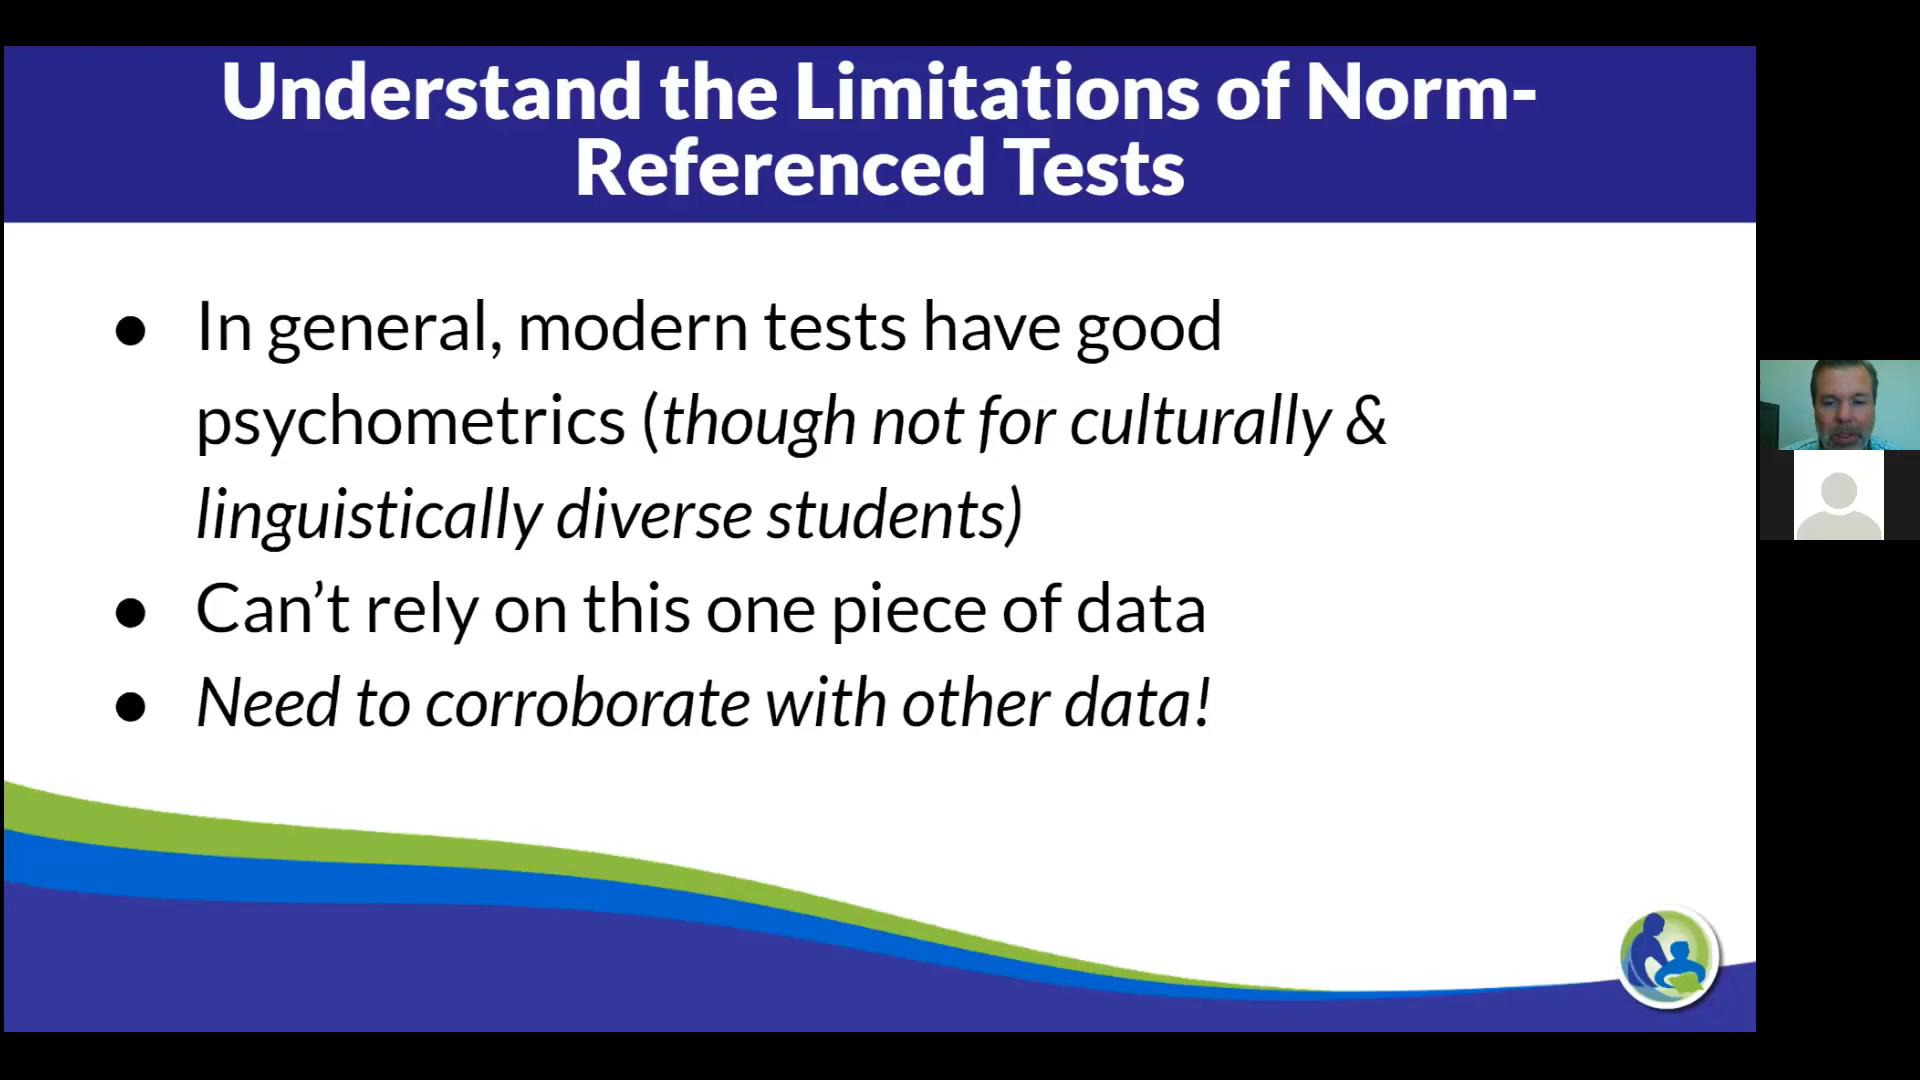 Understand the Limitations of Norm-
Referenced Tests
● In general, modern tests have good
psychometrics (though not for culturally &
linguistically diverse students)
● Can’t rely on this one piece of data
● Need to corroborate with other data!